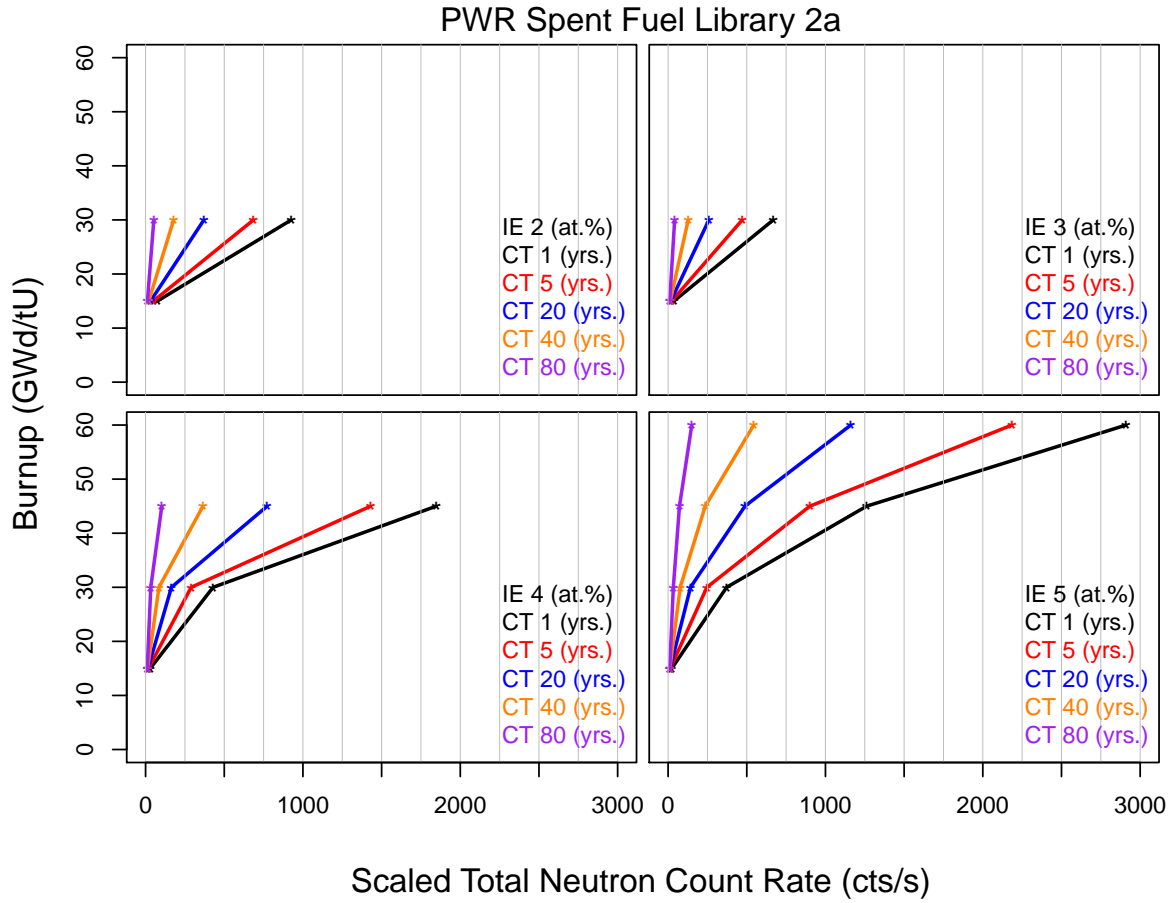 PWR Spent Fuel Library 2a
60
50
40
30
20
10
0
IE 2 (at.%)
CT 1 (yrs.)
CT 5 (yrs.)
CT 20 (yrs.)
CT 40 (yrs.)
CT 80 (yrs.)
IE 3 (at.%)
CT 1 (yrs.)
CT 5 (yrs.)
CT 20 (yrs.)
CT 40 (yrs.)
CT 80 (yrs.)
Burnup (GWd/tU)
60
50
40
30
20
10
0
IE 4 (at.%)
CT 1 (yrs.)
CT 5 (yrs.)
CT 20 (yrs.)
CT 40 (yrs.)
CT 80 (yrs.)
IE 5 (at.%)
CT 1 (yrs.)
CT 5 (yrs.)
CT 20 (yrs.)
CT 40 (yrs.)
CT 80 (yrs.)
0 1000 2000 3000
0 1000 2000 3000
Scaled Total Neutron Count Rate (cts/s)